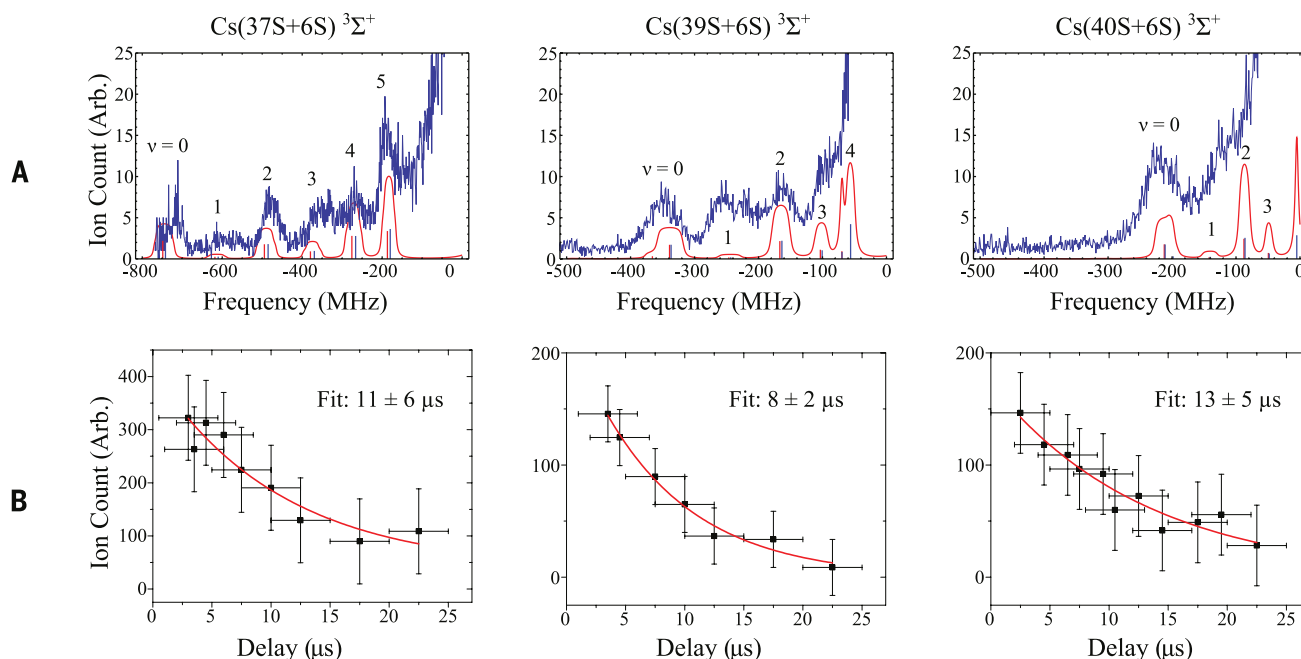 Cs(37S+6S) ³Σ⁺ Cs(39S+6S) ³Σ⁺ Cs(40S+6S) ³Σ⁺
A
Ion Count (Arb.)
25 20 15 10 5 0
ν = 0 1 2 3 4 5
-800 -600 -400 -200 0
Frequency (MHz)
25 20 15 10 5 0
ν = 0 1 2 3 4
-500 -400 -300 -200 -100 0
Frequency (MHz)
25 20 15 10 5 0
ν = 0 1 2 3
-500 -400 -300 -200 -100 0
Frequency (MHz)
B
Ion Count (Arb.)
400 300 200 100 0
Fit: 11 ± 6 μs
0 5 10 15 20 25
Delay (μs)
200 100 0
Fit: 8 ± 2 μs
0 5 10 15 20 25
Delay (μs)
200 100 0
Fit: 13 ± 5 μs
0 5 10 15 20 25
Delay (μs)